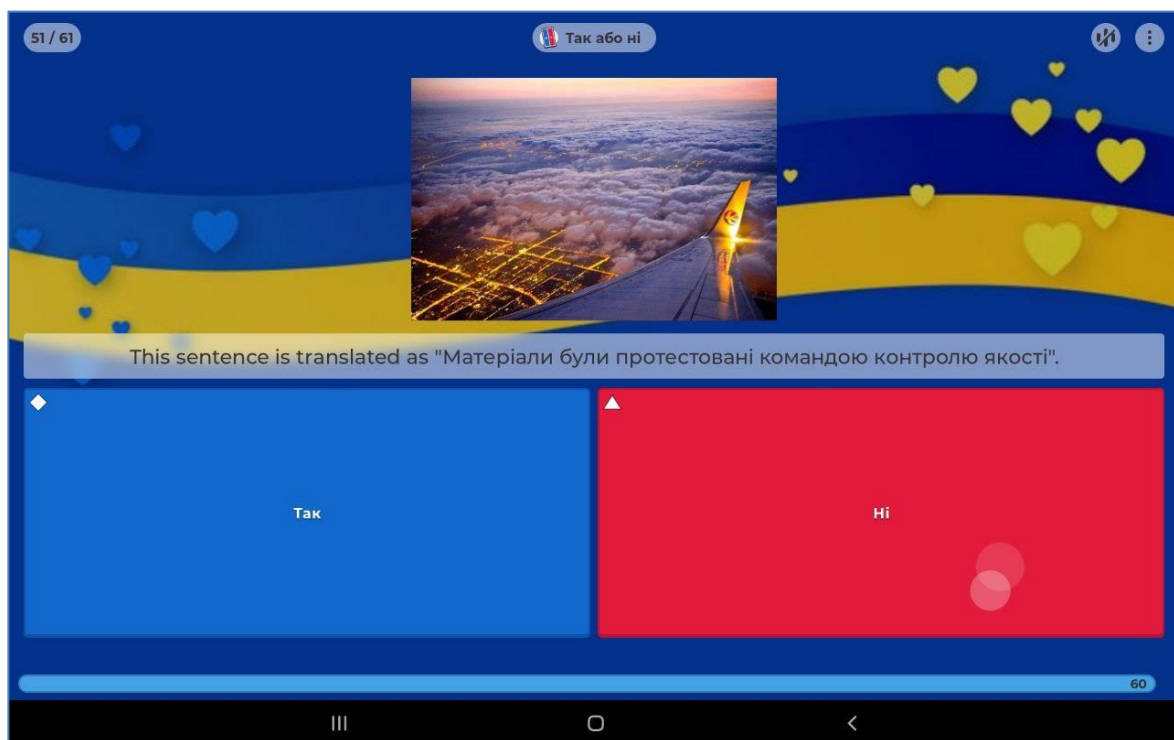 51 / 61
Так або ні
This sentence is translated as "Матеріали були протестовані командою контролю якості".
Так
Ні
60